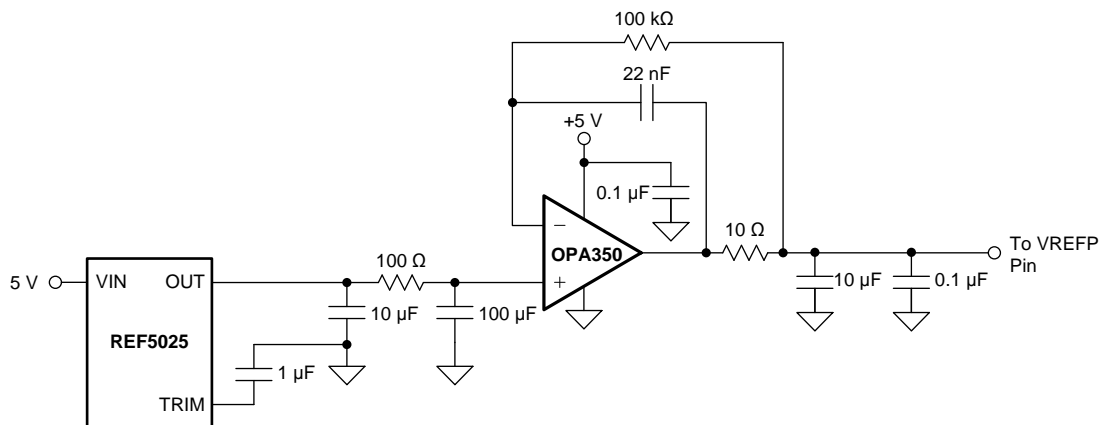 100 kΩ
22 nF
+5 V
0.1 µF
−
OPA350
+
10 Ω
To VREFP
Pin
10 µF
0.1 µF
5 V
VIN
OUT
100 Ω
10 µF
100 µF
REF5025
1 µF
TRIM